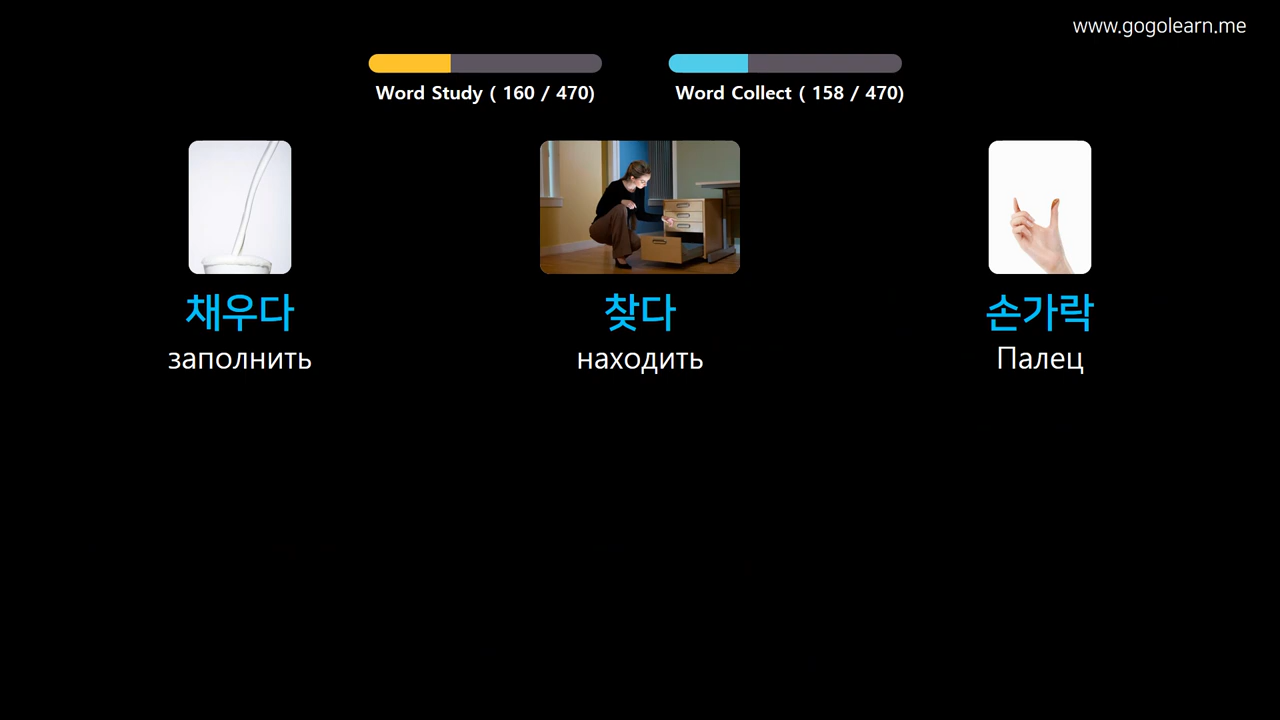 www.gogolearn.me
Word Study ( 160 / 470)
Word Collect ( 158 / 470)
채우다
заполнить
찾다
находить
손가락
Палец